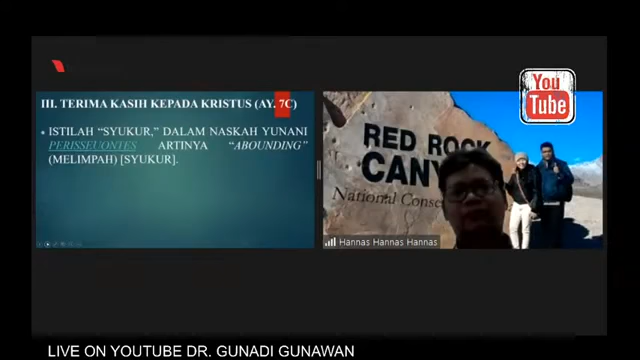 III. TERIMA KASIH KEPADA KRISTUS (AY. 7C)
ISTILAH “SYUKUR,” DALAM NASKAH YUNANI
PERISSEUONTES ARTINYA “ABOUNDING”
(MELIMPAH) [SYUKUR].
You
Tube
RED ROCK
CANY
National Conse
Hannas Hannas Hannas
LIVE ON YOUTUBE DR. GUNADI GUNAWAN